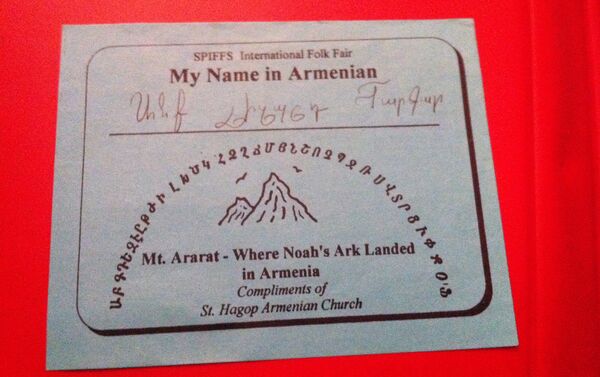 SPIFFS International Folk Fair
My Name in Armenian
ԱԲԳԴԵԶԷԸԹԺԻԼԽԾԿՀՁՂՃՄՅՆՇՈՉՊՋՌՍՎՏՐՑՒՓՔՕՖ
Mt. Ararat - Where Noah's Ark Landed
in Armenia
Compliments of
St. Hagop Armenian Church